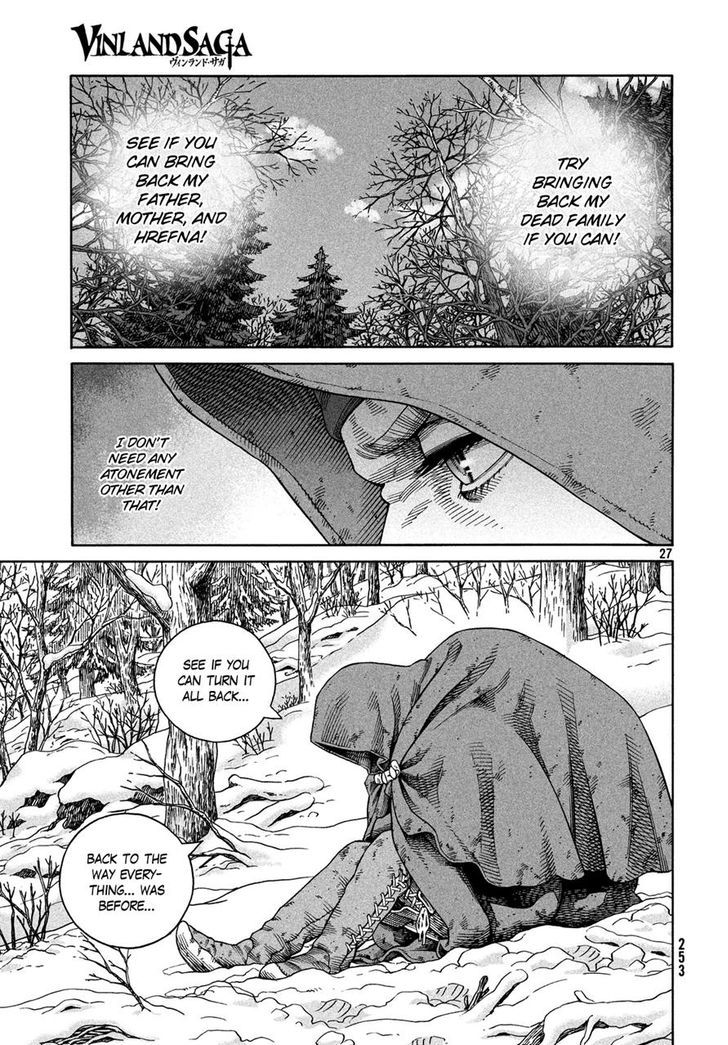 VINLAND SAGA
ヴィンランド・サガ
TRY
BRINGING
BACK MY
DEAD FAMILY
IF YOU CAN!
SEE IF YOU
CAN BRING
BACK MY
FATHER,
MOTHER, AND
HREFNA!
I DON'T
NEED ANY
ATONEMENT
OTHER THAN
THAT!
27
SEE IF YOU
CAN TURN IT
ALL BACK...
BACK TO THE
WAY EVERY-
THING... WAS
BEFORE...
253